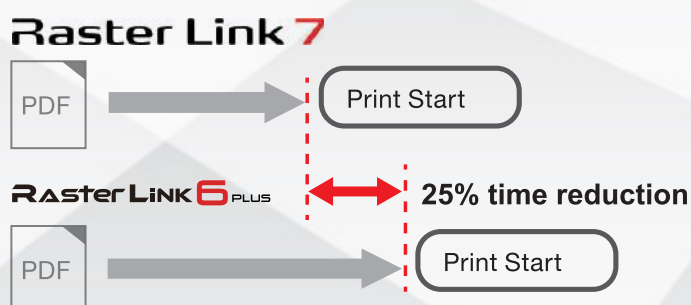 Raster Link 7
PDF
Print Start
RASTER LINK 6 PLUS
25% time reduction
PDF
Print Start